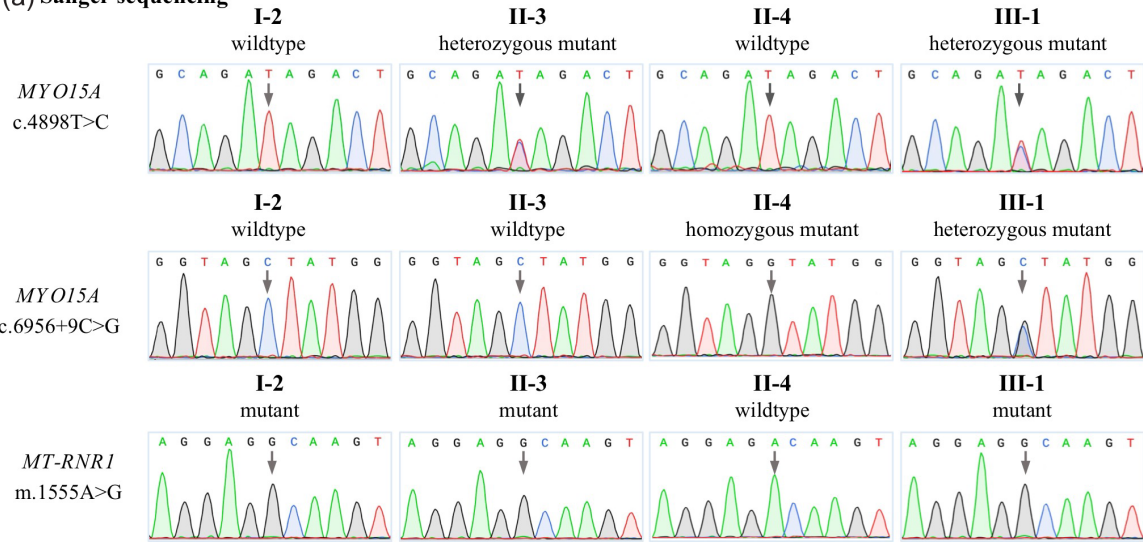 (a) Sanger sequencing
I-2 II-3 II-4 III-1
wildtype heterozygous mutant wildtype heterozygous mutant
MYO15A
c.4898T>C
G C A G A T A G A C T G C A G A T A G A C T G C A G A T A G A C T G C A G A T A G A C T
I-2 II-3 II-4 III-1
wildtype wildtype homozygous mutant heterozygous mutant
MYO15A
c.6956+9C>G
G G T A G C T A T G G G G T A G C T A T G G G G T A G G T A T G G G G T A G C T A T G G
I-2 II-3 II-4 III-1
mutant mutant wildtype mutant
MT-RNR1
m.1555A>G
A G G A G G C A A G T A G G A G G C A A G T A G G A G A C A A G T A G G A G G C A A G T